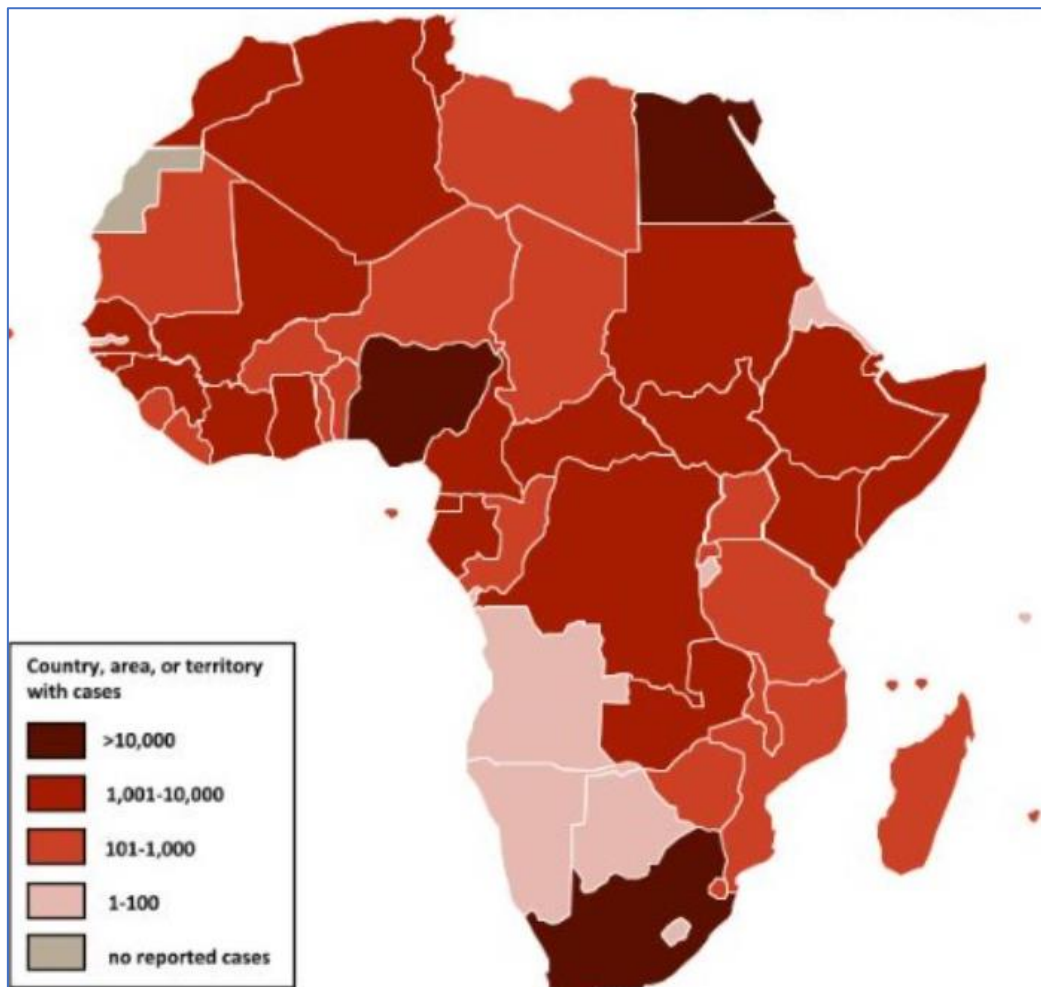 Country, area, or territory
with cases
>10,000
1,001-10,000
101-1,000
1-100
no reported cases